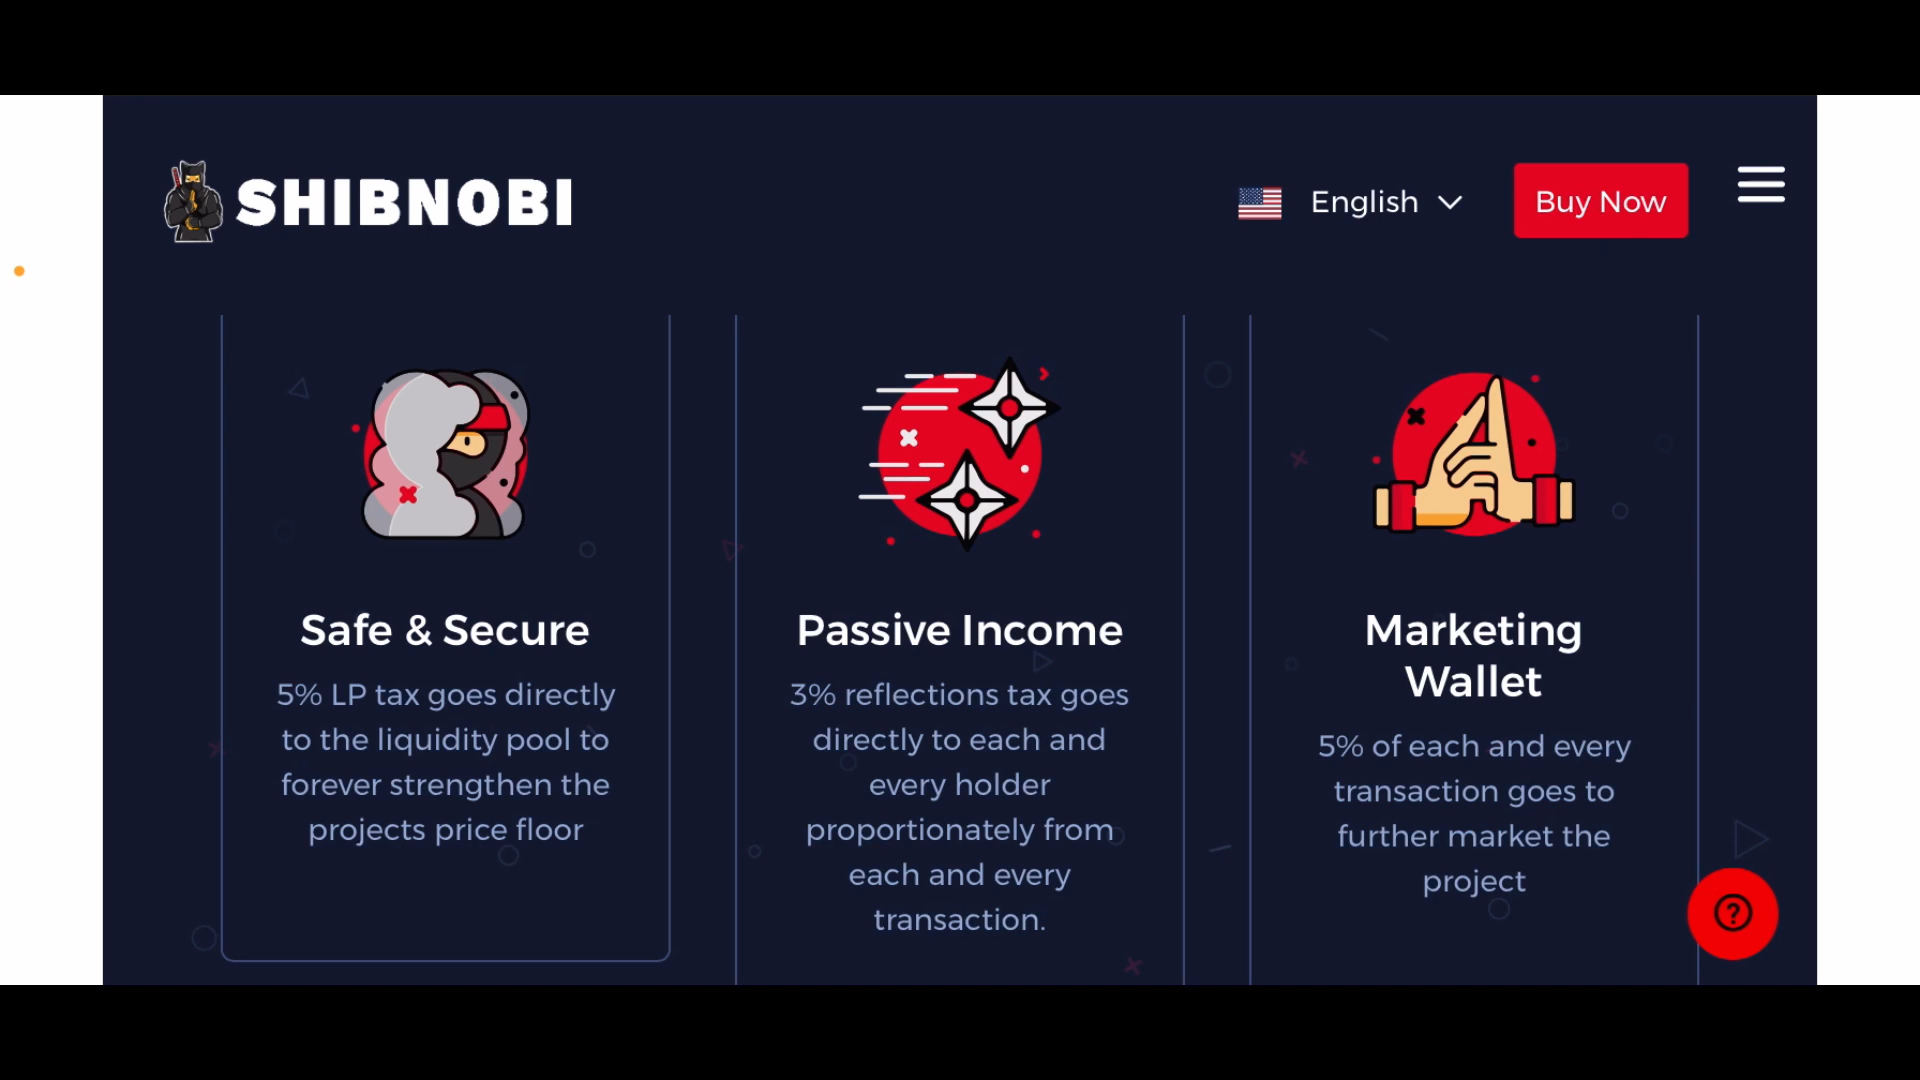 SHIBNOBI
English
Buy Now
Safe & Secure
5% LP tax goes directly
to the liquidity pool to
forever strengthen the
projects price floor
Passive Income
3% reflections tax goes
directly to each and
every holder
proportionately from
each and every
transaction.
Marketing
Wallet
5% of each and every
transaction goes to
further market the
project
?